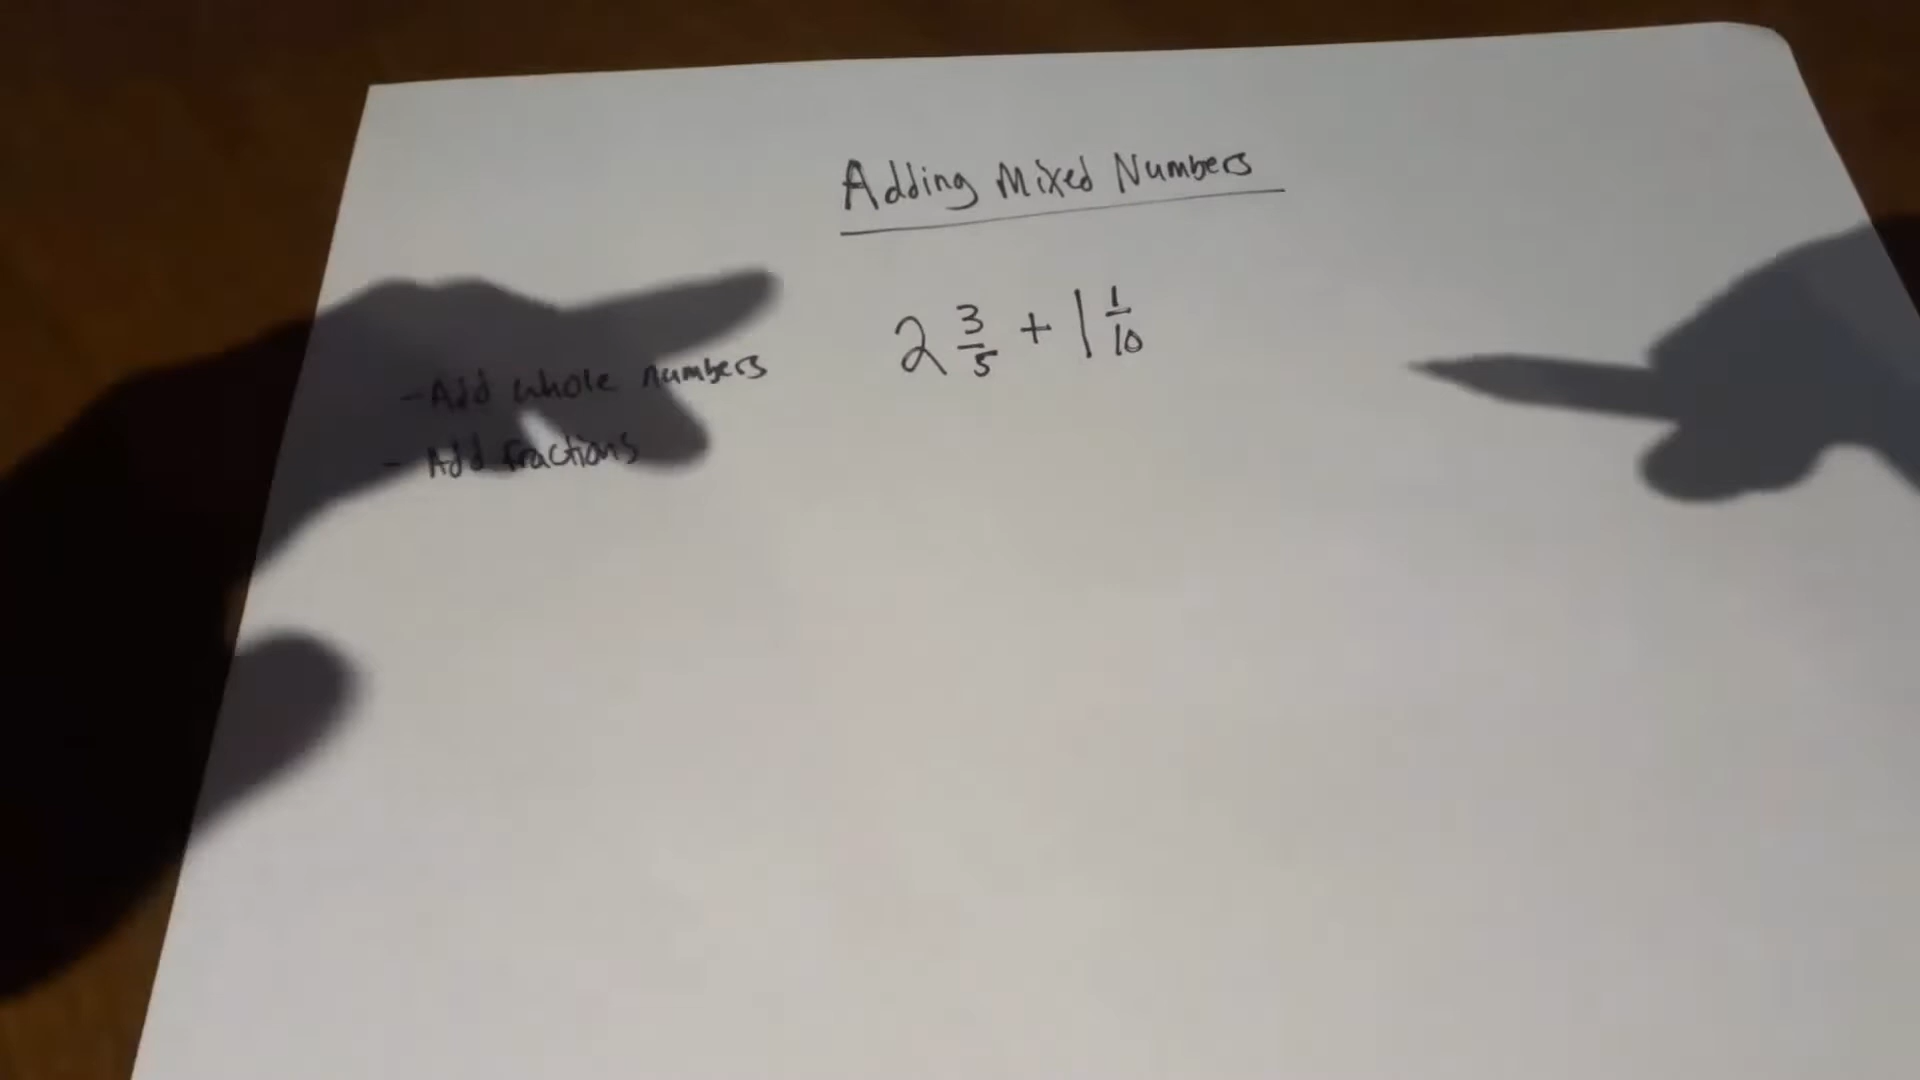 Adding Mixed Numbers
2 3/5 + 1 1/10
- Add whole numbers
- Add fractions